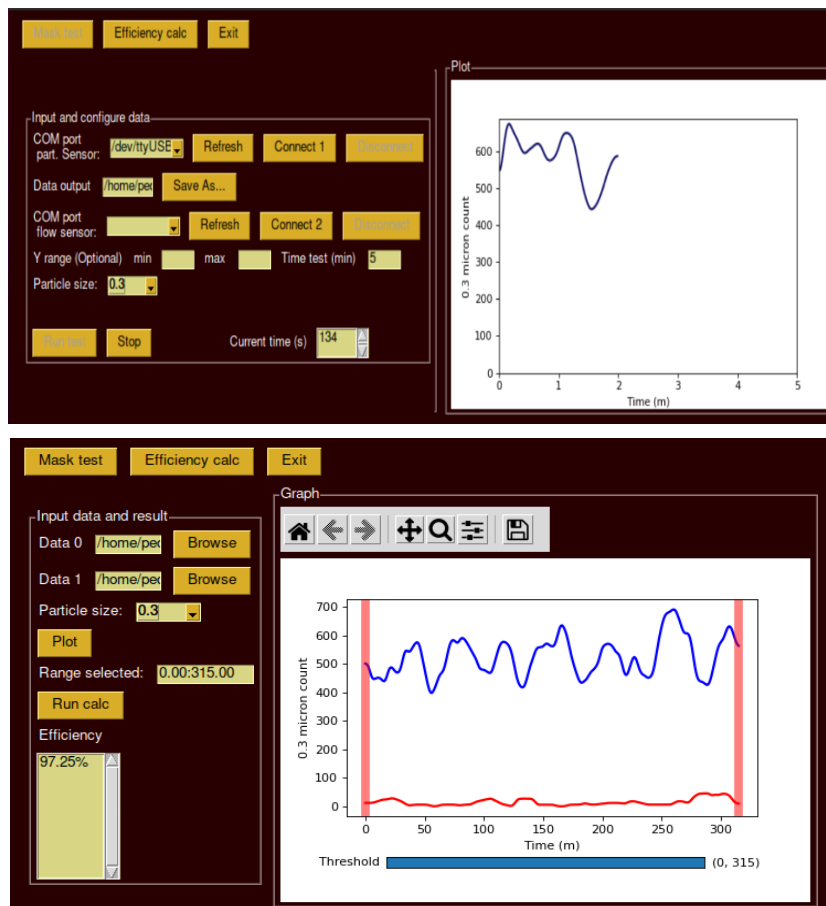 Mask test Efficiency calc Exit
Plot
Input and configure data
COM port
part. Sensor: /dev/ttyUSE Refresh Connect 1 Disconnect
Data output /home/pec Save As...
COM port
flow sensor: Refresh Connect 2 Disconnect
Y range (Optional) min max Time test (min) 5
Particle size: 0.3
Run test Stop Current time (s) 134
0.3 micron count
600
500
400
300
200
100
0
0 1 2 3 4 5
Time (m)
Mask test Efficiency calc Exit
Graph
Input data and result
Data 0 /home/pec Browse
Data 1 /home/pec Browse
Particle size: 0.3
Plot
Range selected: 0.00:315.00
Run calc
Efficiency
97.25%
0.3 micron count
700
600
500
400
300
200
100
0
0 50 100 150 200 250 300
Time (m)
Threshold (0, 315)